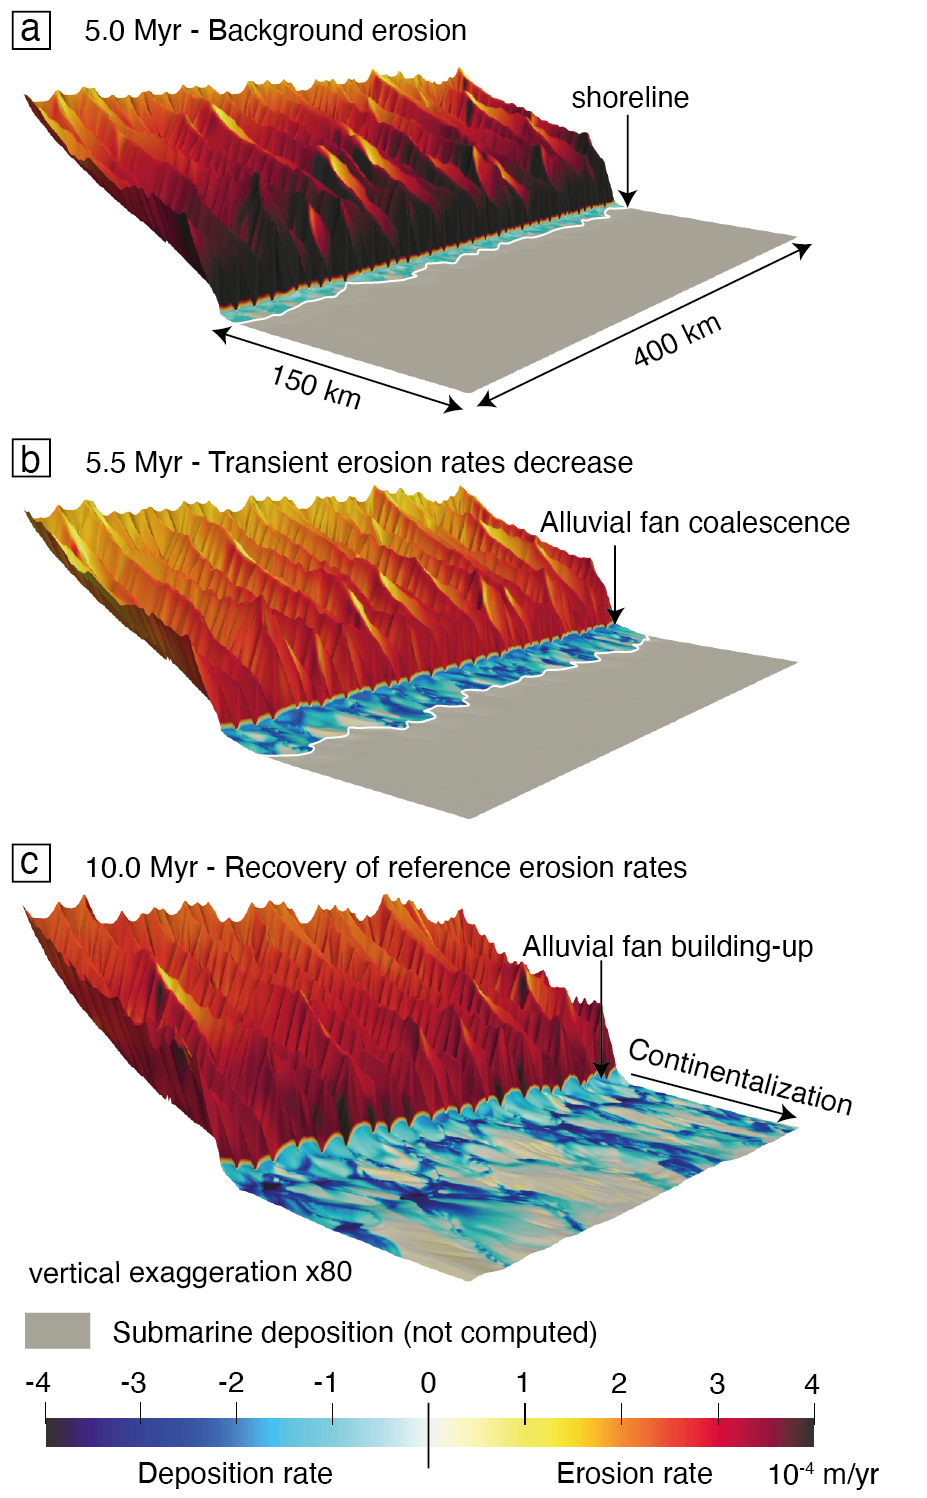 a 5.0 Myr - Background erosion
shoreline
150 km
400 km
b 5.5 Myr - Transient erosion rates decrease
Alluvial fan coalescence
c 10.0 Myr - Recovery of reference erosion rates
Alluvial fan building-up
Continentalization
vertical exaggeration x80
Submarine deposition (not computed)
-4 -3 -2 -1 0 1 2 3 4
Deposition rate Erosion rate 10⁻⁴ m/yr